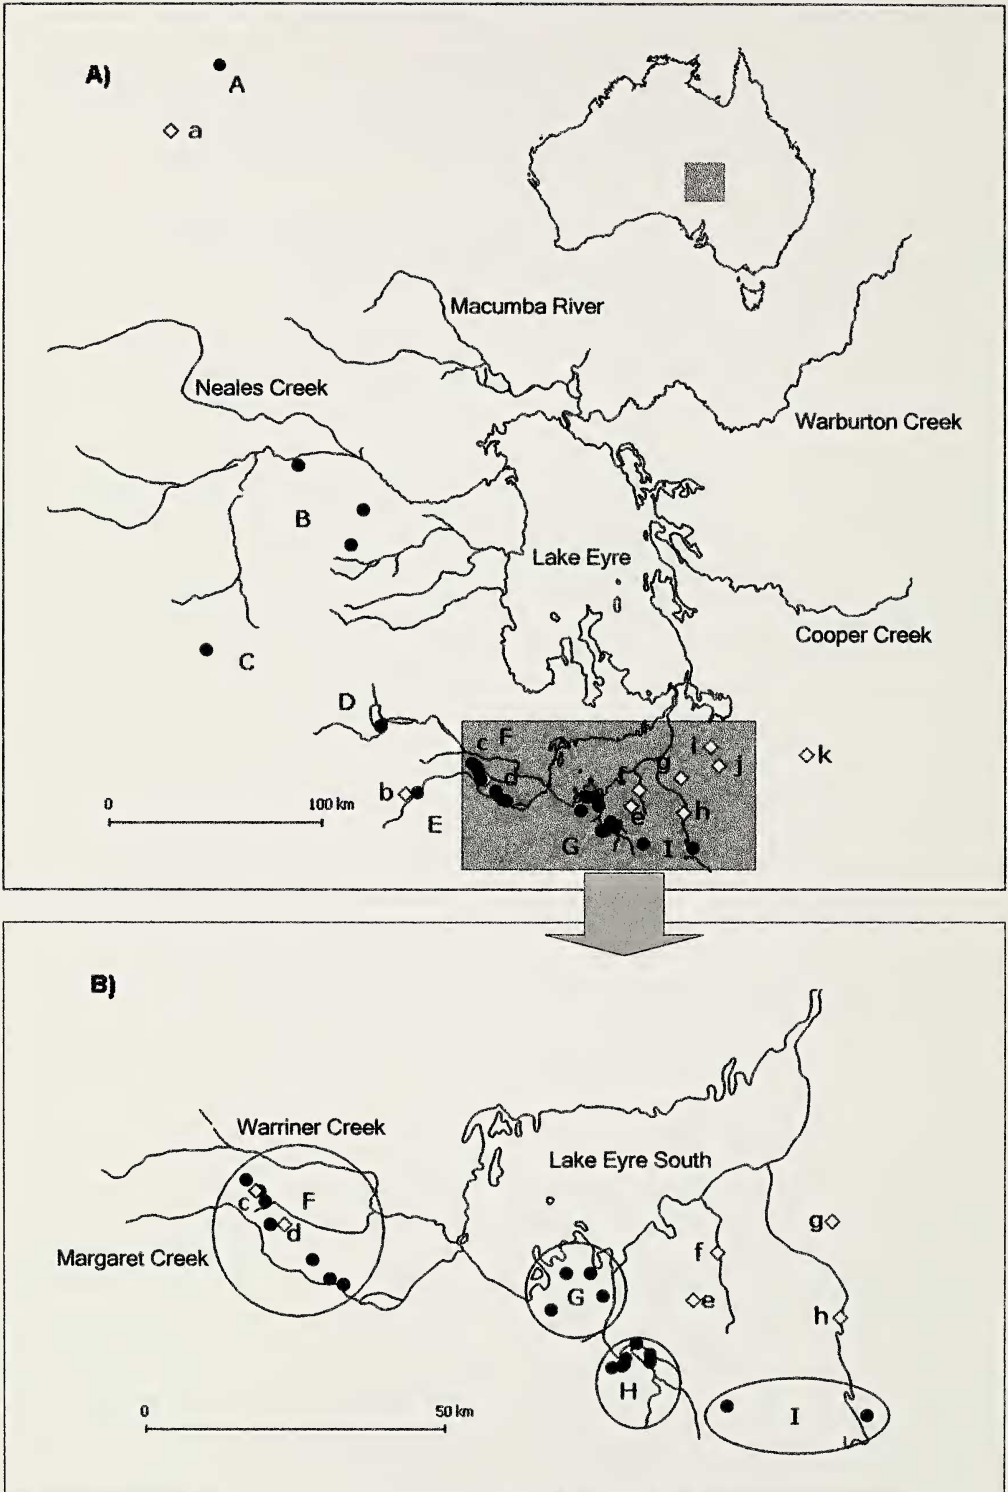 A)
A
a
Macumba River
Neales Creek
Warburton Creek
B
Lake Eyre
Cooper Creek
C
D
c F
i
g
j
k
d
b
f
0 100 km
e
h
E
G
I
B)
Warriner Creek
Lake Eyre South
c
F
d
g
Margaret Creek
f
G
e
h
H
0 50 km
I